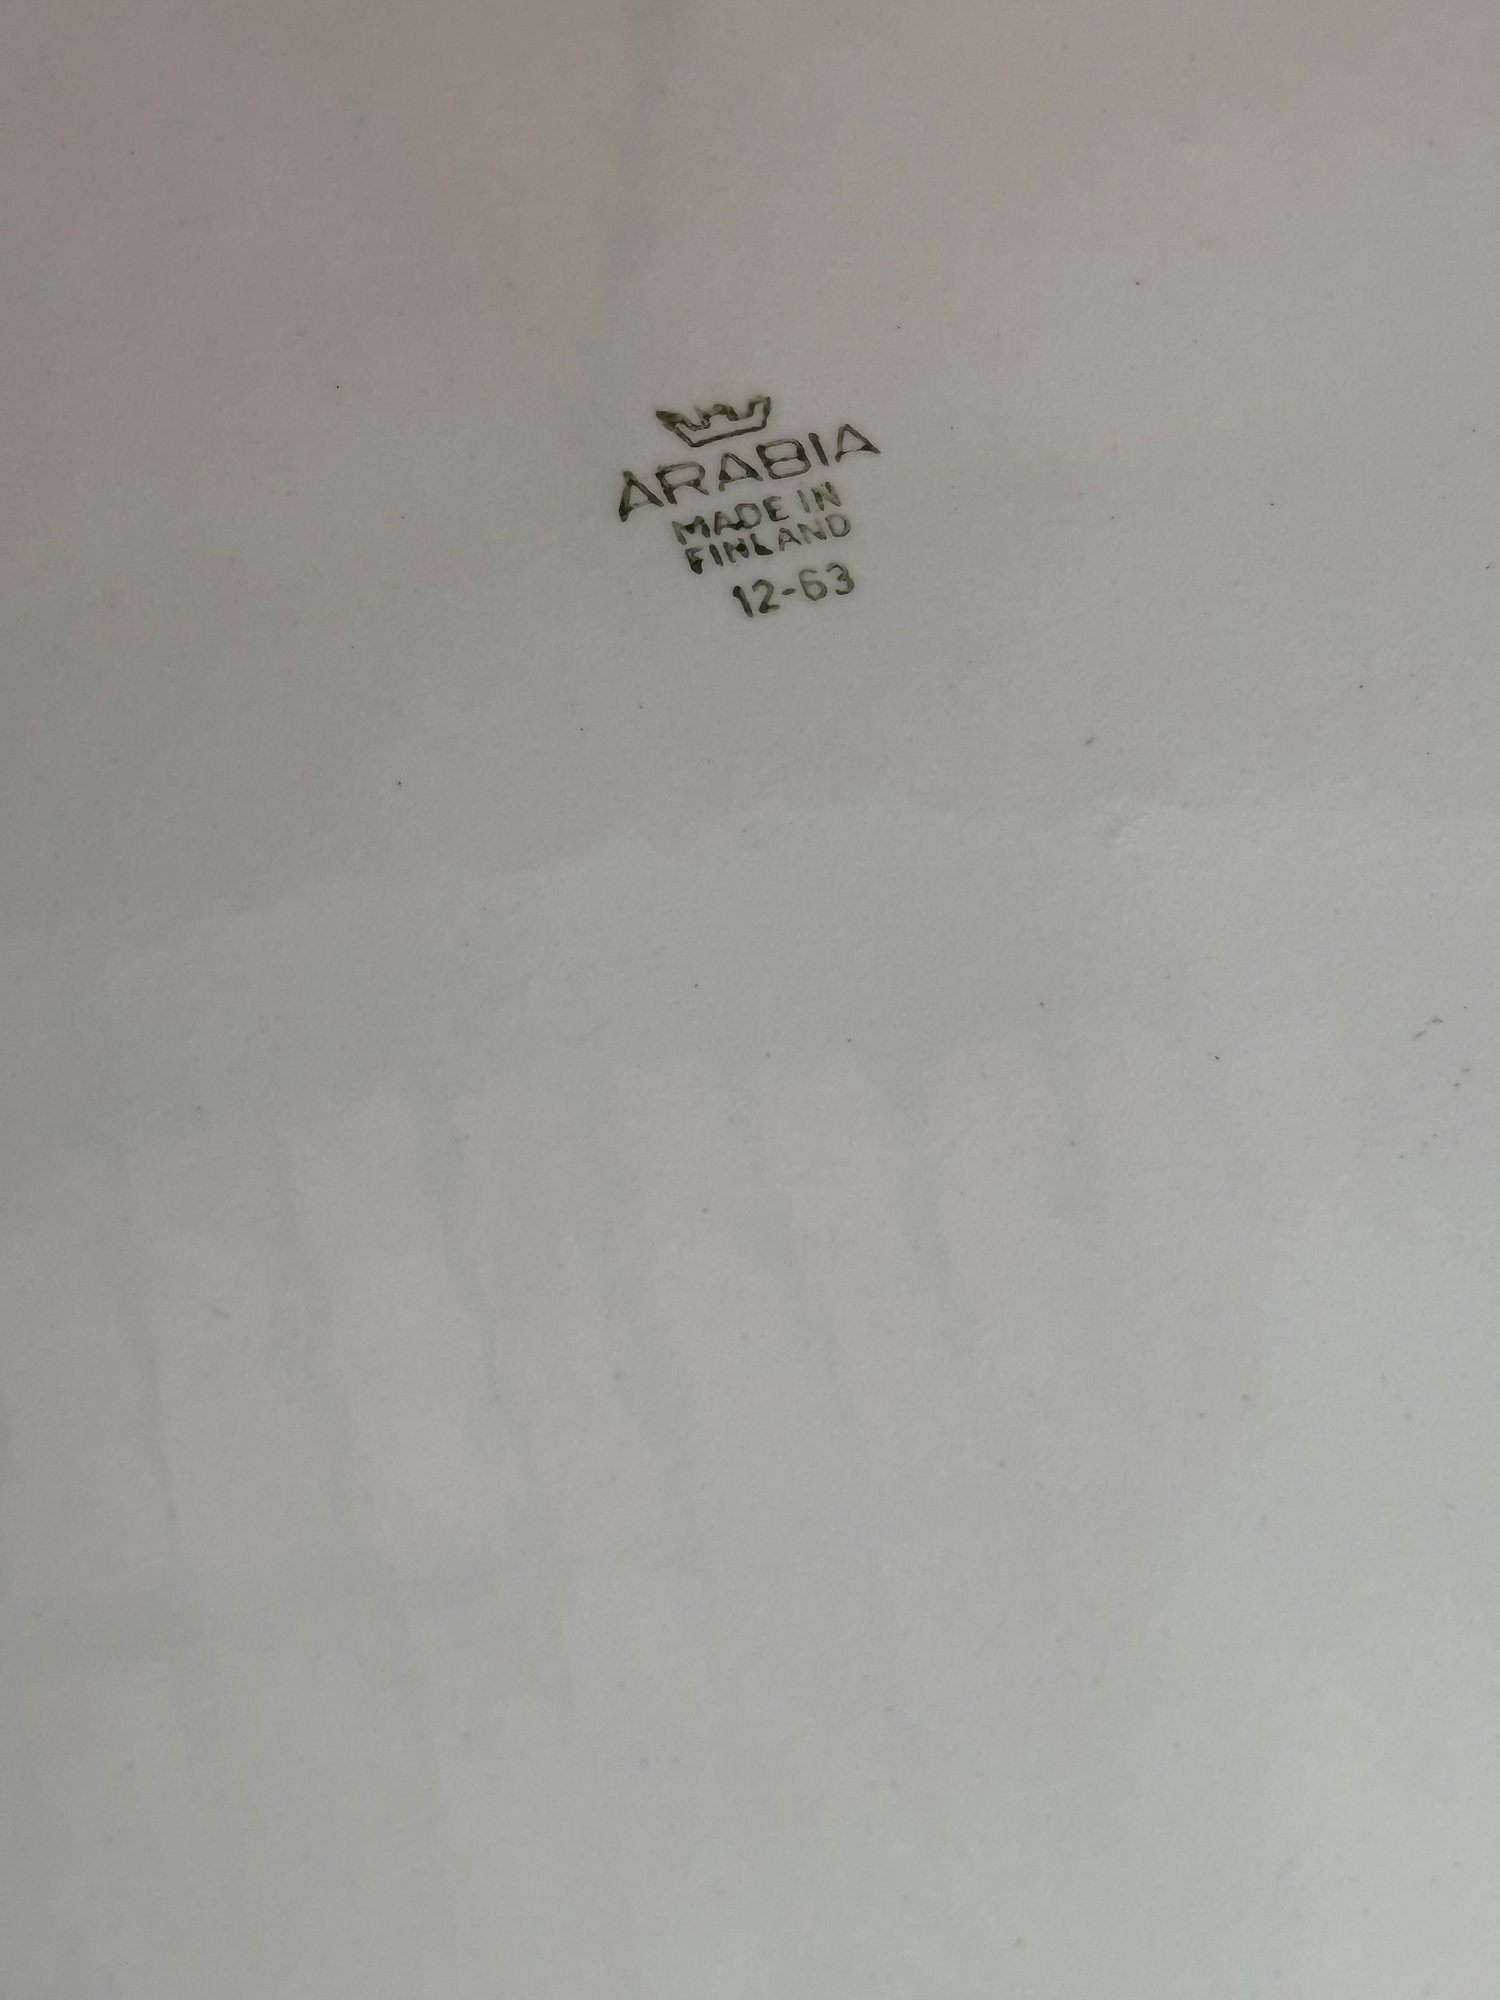 ARABIA
MADE IN
FINLAND
12-63